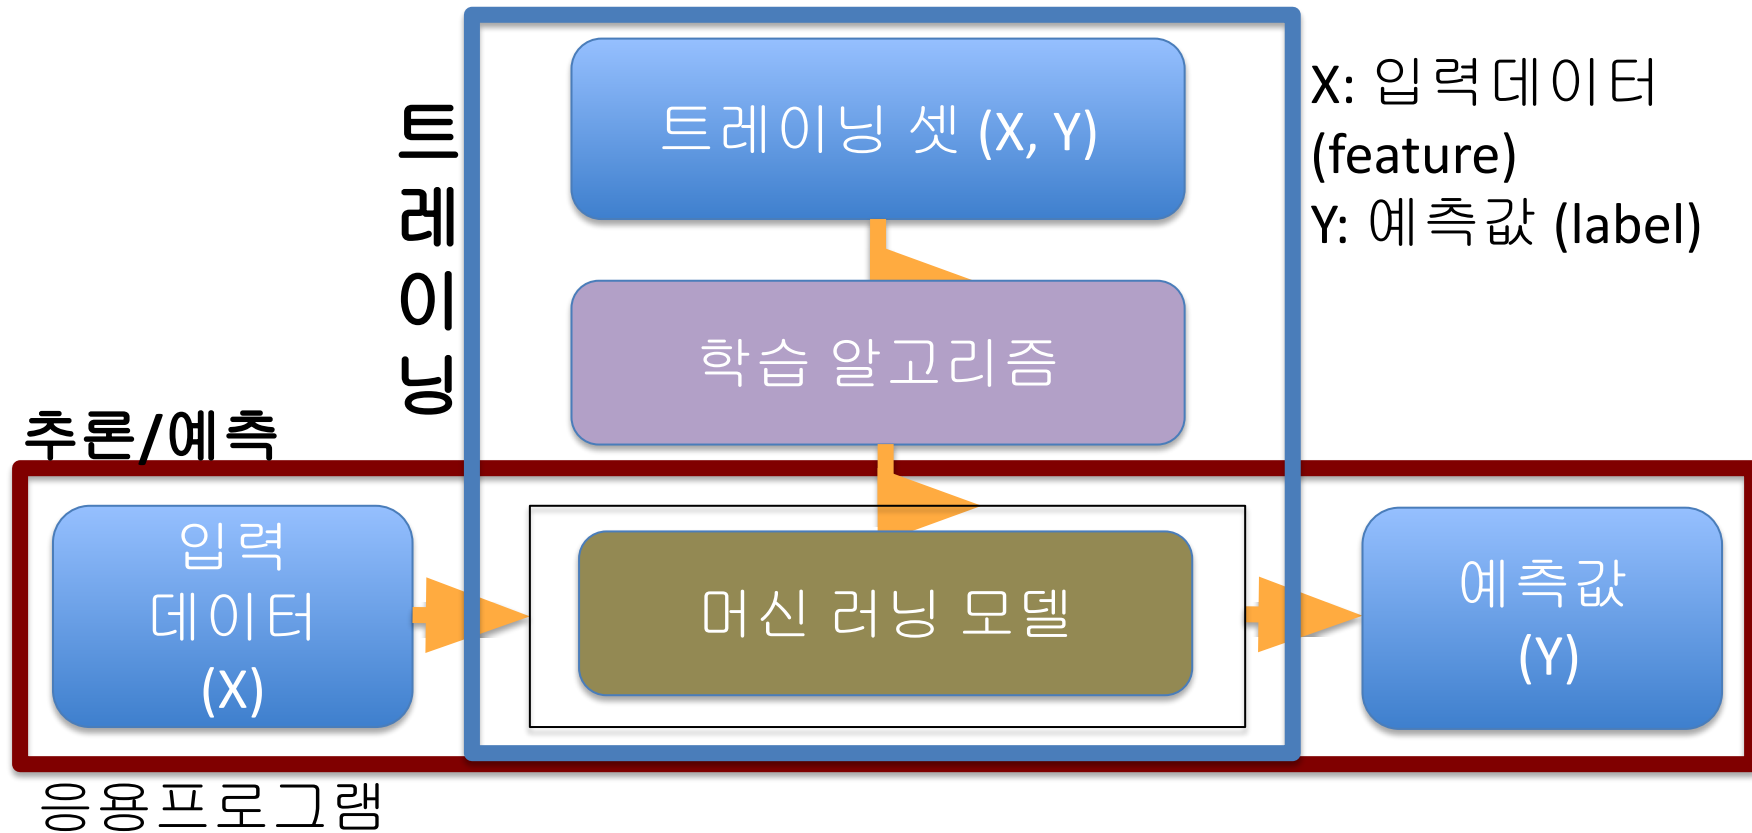 트레이닝 셋 (X, Y)
X: 입력데이터
(feature)
Y: 예측값 (label)
트
레
이
닝
학습 알고리즘
추론/예측
입력
데이터
(X)
머신 러닝 모델
예측값
(Y)
응용프로그램